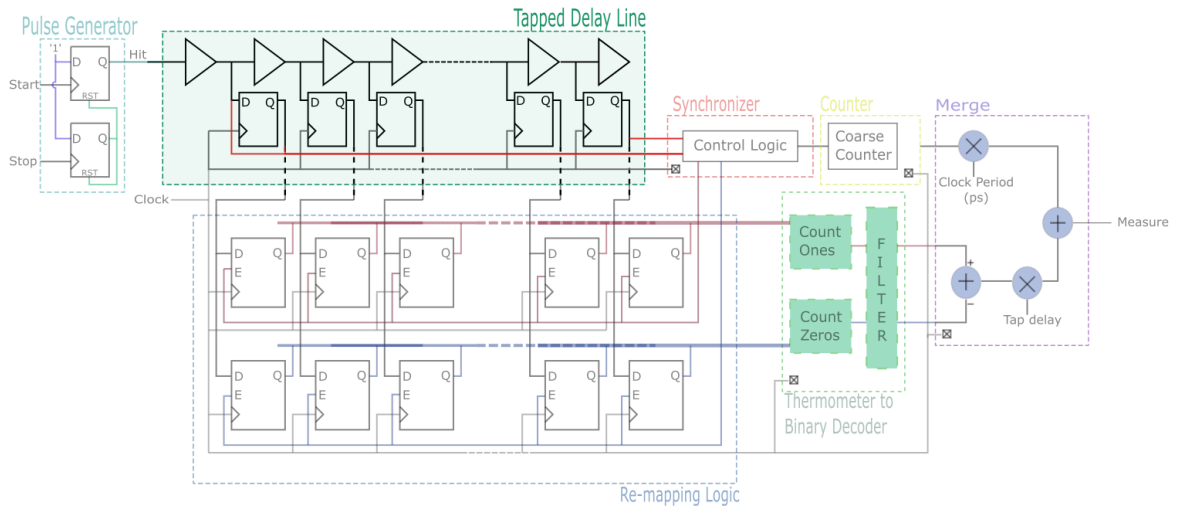 Pulse Generator
Tapped Delay Line
'1'
D Q
RST
Start
Hit
D Q
RST
Stop
D Q
D Q
D Q
D Q
D Q
Clock
Synchronizer
Control Logic
Counter
Coarse
Counter
Merge
Clock Period
(ps)
+
Measure
+
+
−
Tap delay
D Q
E
D Q
E
D Q
E
D Q
E
D Q
E
Count
Ones
Count
Zeros
F
I
L
T
E
R
D Q
E
D Q
E
D Q
E
D Q
E
D Q
E
Thermometer to
Binary Decoder
Re-mapping Logic